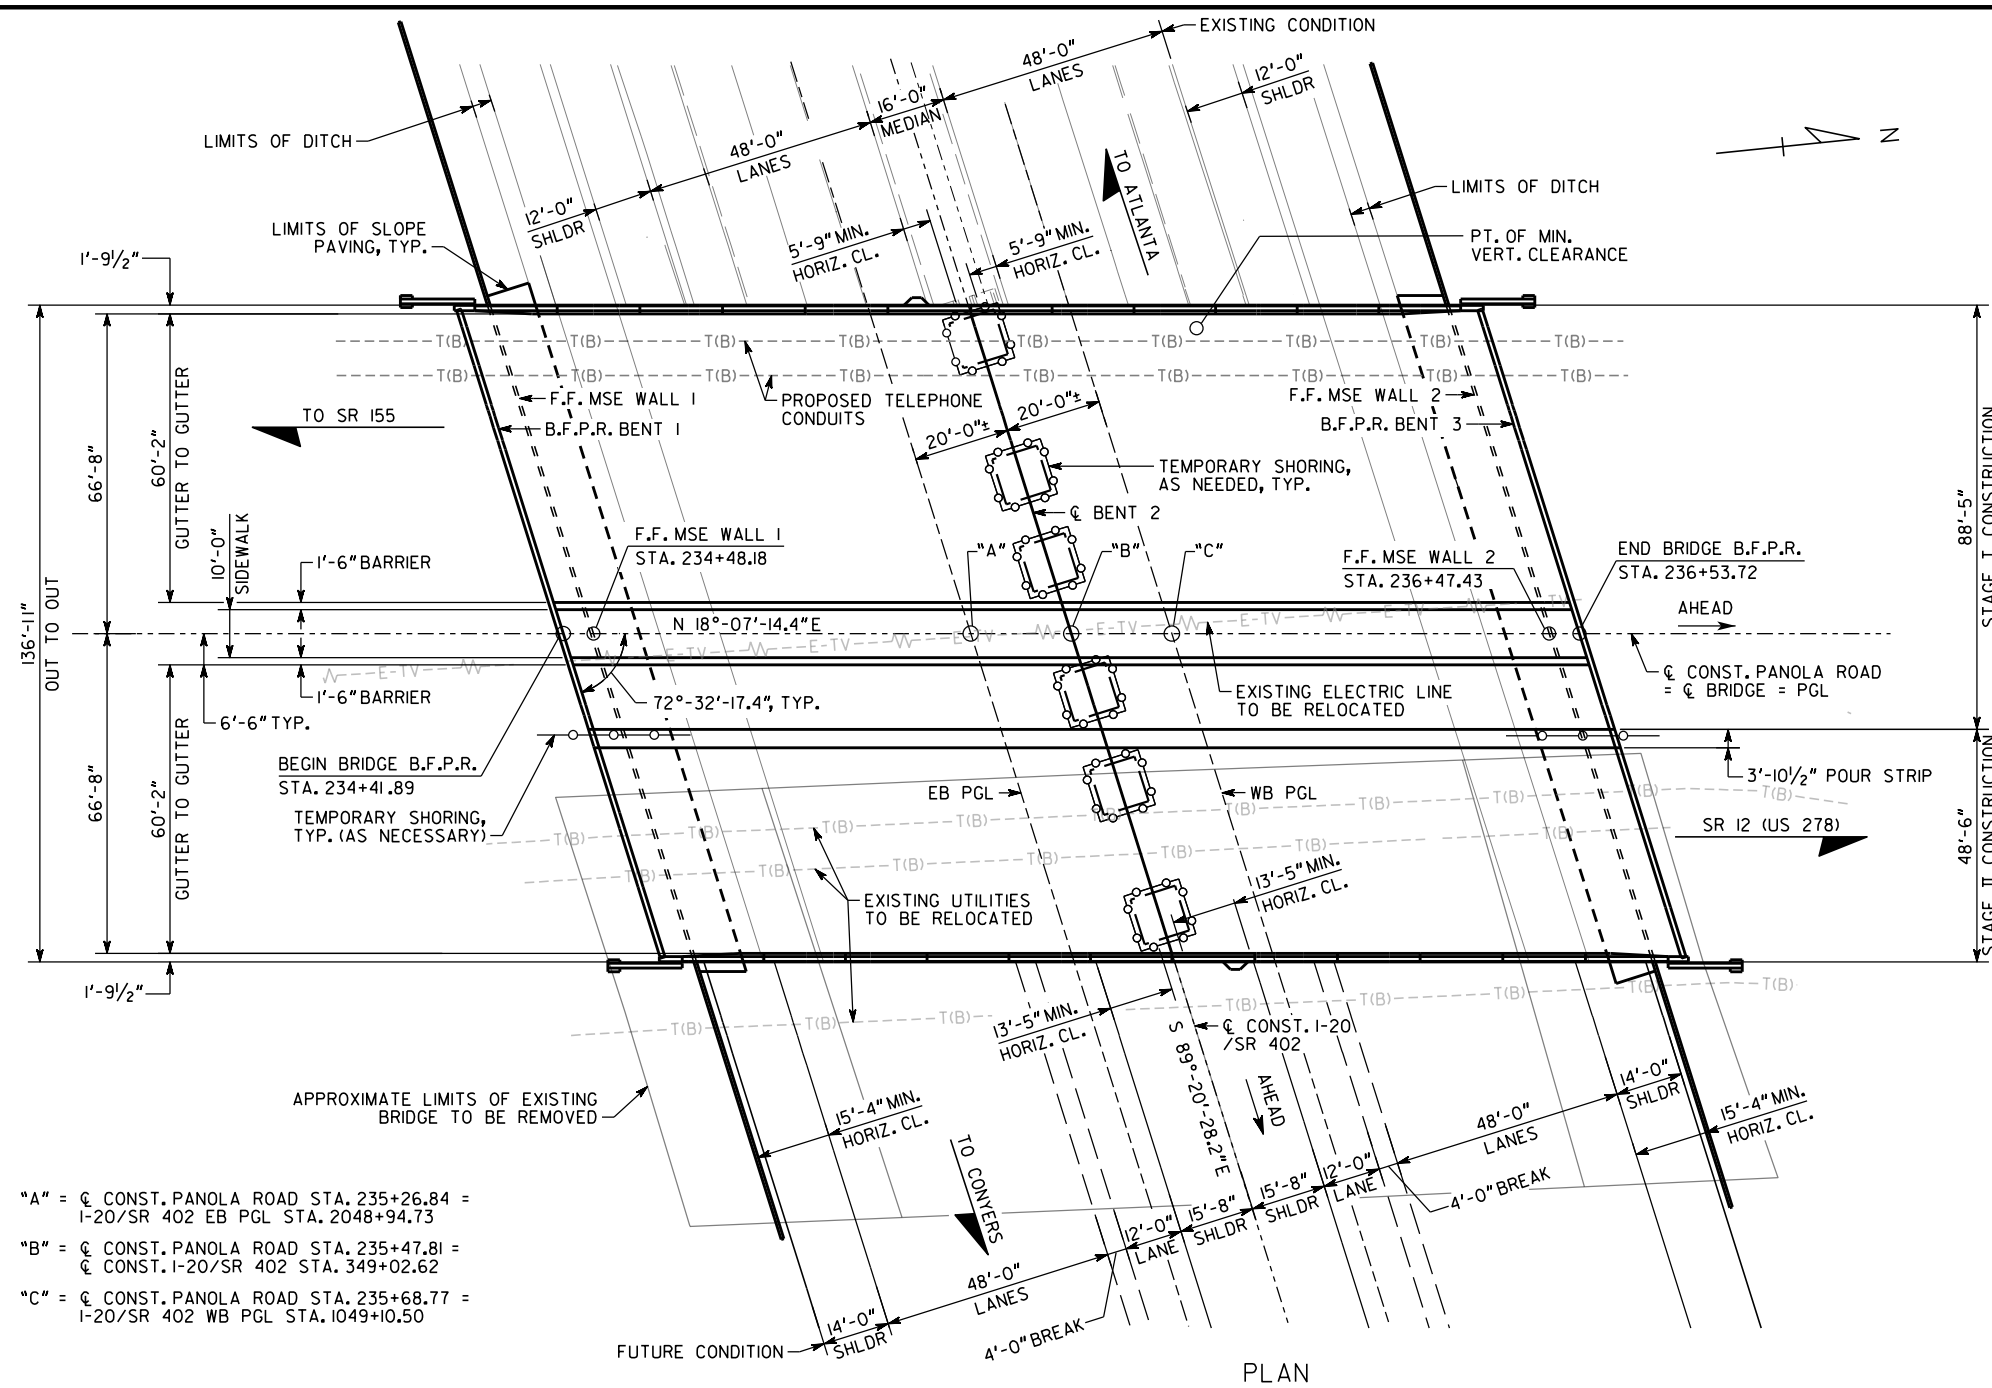 EXISTING CONDITION
48'-0"
LANES
12'-0"
SHLDR
16'-0"
MEDIAN
48'-0"
LANES
12'-0"
SHLDR
LIMITS OF DITCH
LIMITS OF DITCH
N
TO ATLANTA
LIMITS OF SLOPE
PAVING, TYP.
5'-9" MIN.
HORIZ. CL.
5'-9" MIN.
HORIZ. CL.
PT. OF MIN.
VERT. CLEARANCE
1'-9 1/2"
T(B) T(B) T(B) T(B) T(B) T(B) T(B) T(B) T(B)
T(B) T(B) T(B) T(B) T(B) T(B) T(B) T(B) T(B)
F.F. MSE WALL 1
PROPOSED TELEPHONE
CONDUITS
20'-0"±
20'-0"±
F.F. MSE WALL 2
B.F.P.R. BENT 3
TO SR 155
B.F.P.R. BENT 1
66'-8"
60'-2"
GUTTER TO GUTTER
TEMPORARY SHORING,
AS NEEDED, TYP.
℄ BENT 2
10'-0"
SIDEWALK
1'-6" BARRIER
F.F. MSE WALL 1
STA. 234+48.18
"A"
"B"
"C"
F.F. MSE WALL 2
STA. 236+47.43
END BRIDGE B.F.P.R.
STA. 236+53.72
88'-5"
STAGE I CONSTRUCTION
136'-11"
OUT TO OUT
N 18°-07'-14.4" E
AHEAD
E-TV E-TV E-TV E-TV E-TV E-TV E-TV TV
1'-6" BARRIER
6'-6" TYP.
72°-32'-17.4", TYP.
EXISTING ELECTRIC LINE
TO BE RELOCATED
℄ CONST. PANOLA ROAD
= ℄ BRIDGE = PGL
BEGIN BRIDGE B.F.P.R.
STA. 234+41.89
TEMPORARY SHORING,
TYP. (AS NECESSARY)
EB PGL
WB PGL
3'-10 1/2" POUR STRIP
SR 12 (US 278)
66'-8"
60'-2"
GUTTER TO GUTTER
T(B) T(B) T(B) T(B) T(B) T(B) T(B) T(B) T(B) T(B)
T(B) T(B) T(B) T(B) T(B) T(B) T(B) T(B)
EXISTING UTILITIES
TO BE RELOCATED
13'-5" MIN.
HORIZ. CL.
48'-6"
STAGE II CONSTRUCTION
1'-9 1/2"
T(B) T(B) T(B) T(B) T(B) T(B) T(B) T(B)
13'-5" MIN.
HORIZ. CL.
S 89°-20'-28.2" E
℄ CONST. I-20
/SR 402
AHEAD
APPROXIMATE LIMITS OF EXISTING
BRIDGE TO BE REMOVED
15'-4" MIN.
HORIZ. CL.
TO CONYERS
14'-0"
SHLDR
15'-4" MIN.
HORIZ. CL.
48'-0"
LANES
4'-0" BREAK
12'-0"
LANE
15'-8"
SHLDR
15'-8"
SHLDR
12'-0"
LANE
48'-0"
LANES
4'-0" BREAK
14'-0"
SHLDR
FUTURE CONDITION
"A" = ℄ CONST. PANOLA ROAD STA. 235+26.84 =
I-20/SR 402 EB PGL STA. 2048+94.73
"B" = ℄ CONST. PANOLA ROAD STA. 235+47.81 =
℄ CONST. I-20/SR 402 STA. 349+02.62
"C" = ℄ CONST. PANOLA ROAD STA. 235+68.77 =
I-20/SR 402 WB PGL STA. 1049+10.50
PLAN